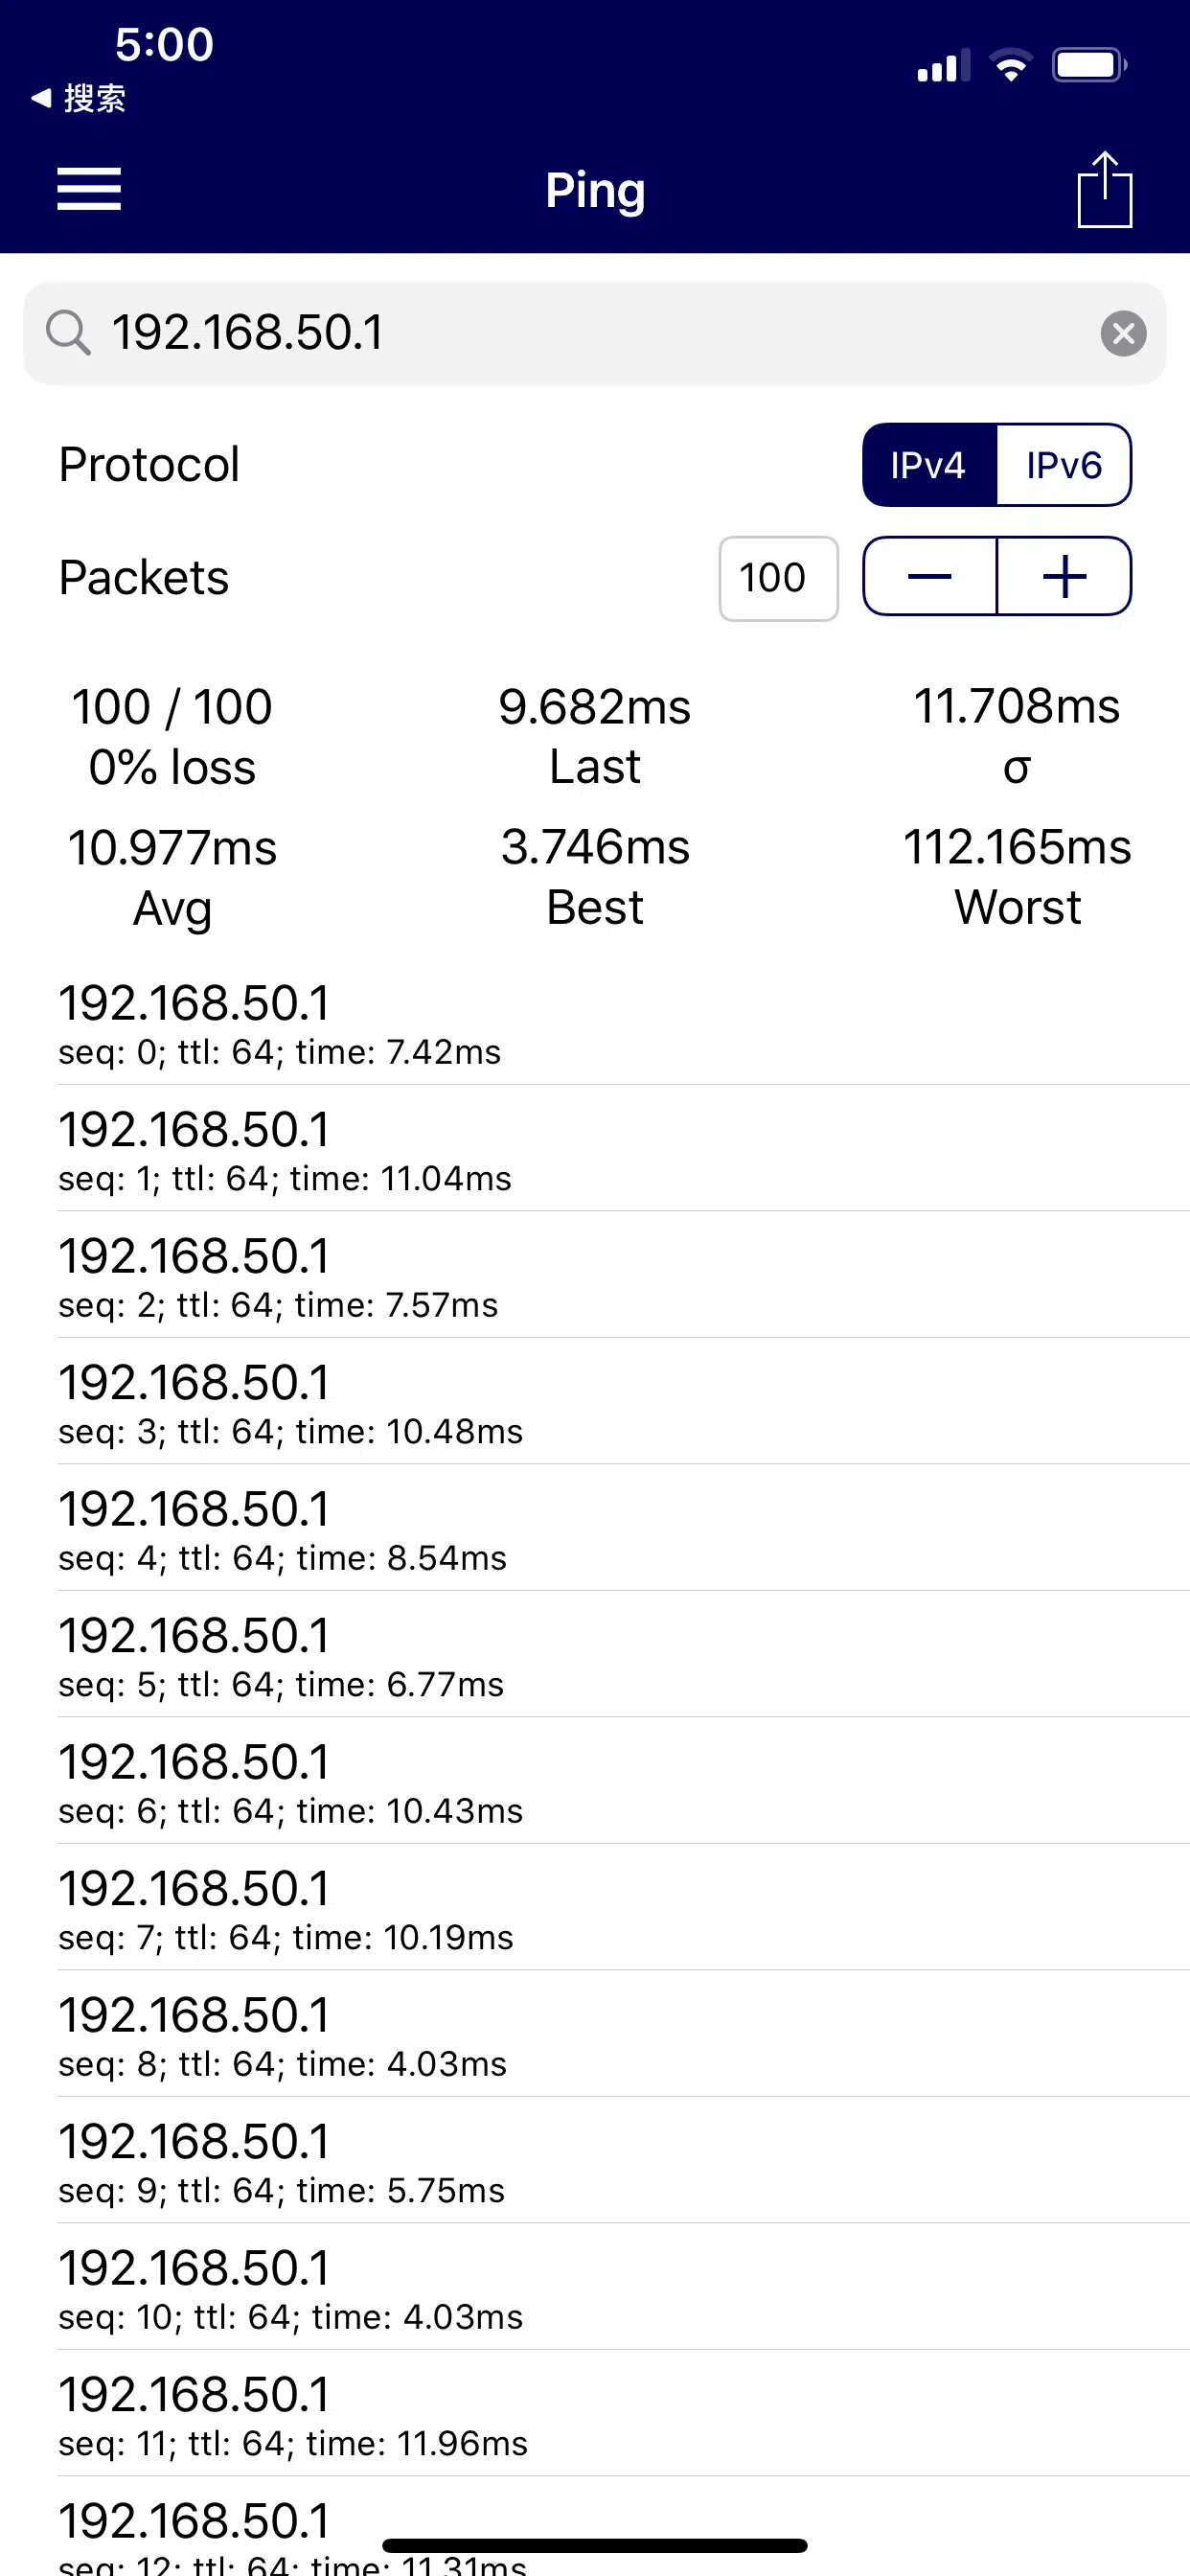 5:00
◀ 搜索
Ping
192.168.50.1
Protocol
IPv4 IPv6
Packets
100 − +
100 / 100 9.682ms 11.708ms
0% loss Last σ
10.977ms 3.746ms 112.165ms
Avg Best Worst
192.168.50.1
seq: 0; ttl: 64; time: 7.42ms
192.168.50.1
seq: 1; ttl: 64; time: 11.04ms
192.168.50.1
seq: 2; ttl: 64; time: 7.57ms
192.168.50.1
seq: 3; ttl: 64; time: 10.48ms
192.168.50.1
seq: 4; ttl: 64; time: 8.54ms
192.168.50.1
seq: 5; ttl: 64; time: 6.77ms
192.168.50.1
seq: 6; ttl: 64; time: 10.43ms
192.168.50.1
seq: 7; ttl: 64; time: 10.19ms
192.168.50.1
seq: 8; ttl: 64; time: 4.03ms
192.168.50.1
seq: 9; ttl: 64; time: 5.75ms
192.168.50.1
seq: 10; ttl: 64; time: 4.03ms
192.168.50.1
seq: 11; ttl: 64; time: 11.96ms
192.168.50.1
seq: 12; ttl: 64; time: 11.31ms